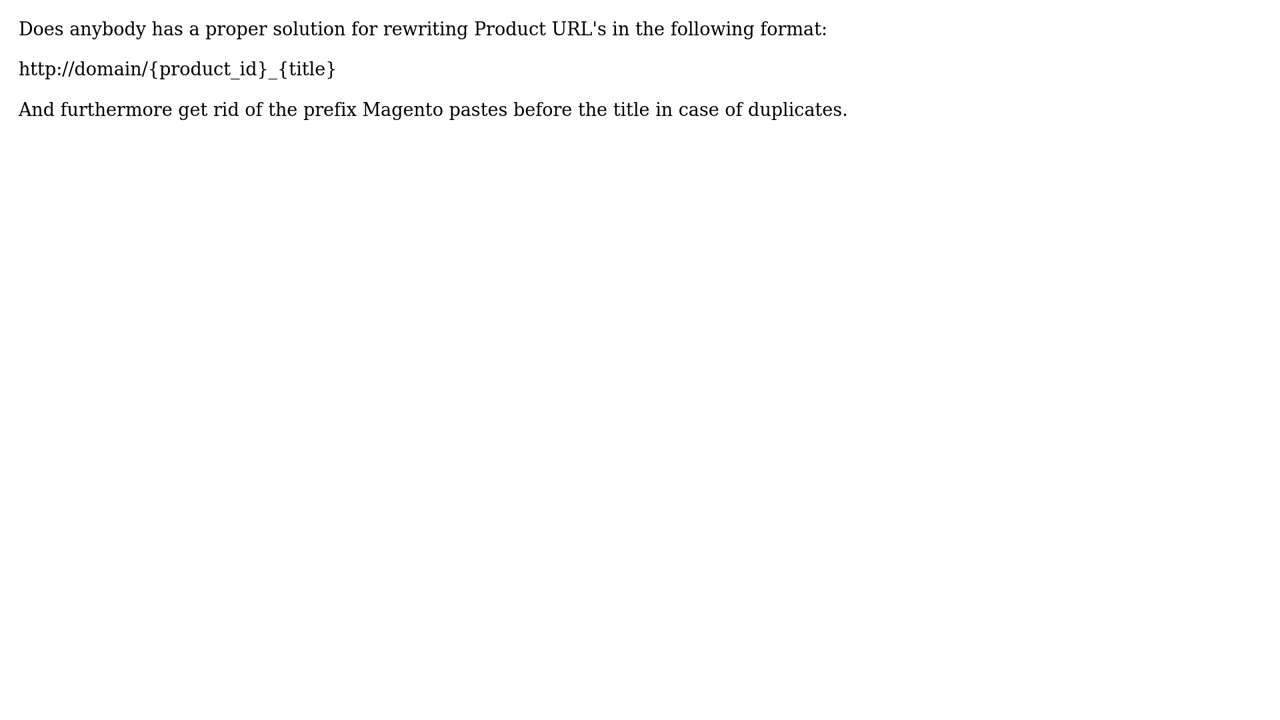 Does anybody has a proper solution for rewriting Product URL's in the following format:
http://domain/{product_id}_{title}
And furthermore get rid of the prefix Magento pastes before the title in case of duplicates.